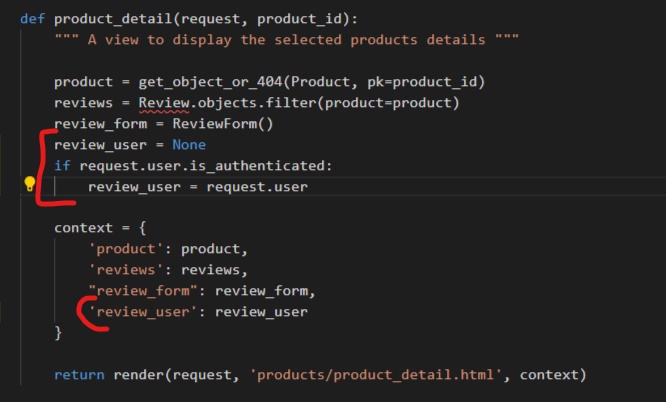 def product_detail(request, product_id):
""" A view to display the selected products details """
product = get_object_or_404(Product, pk=product_id)
reviews = Review.objects.filter(product=product)
review_form = ReviewForm()
review_user = None
if request.user.is_authenticated:
review_user = request.user
context = {
'product': product,
'reviews': reviews,
"review_form": review_form,
'review_user': review_user
}
return render(request, 'products/product_detail.html', context)